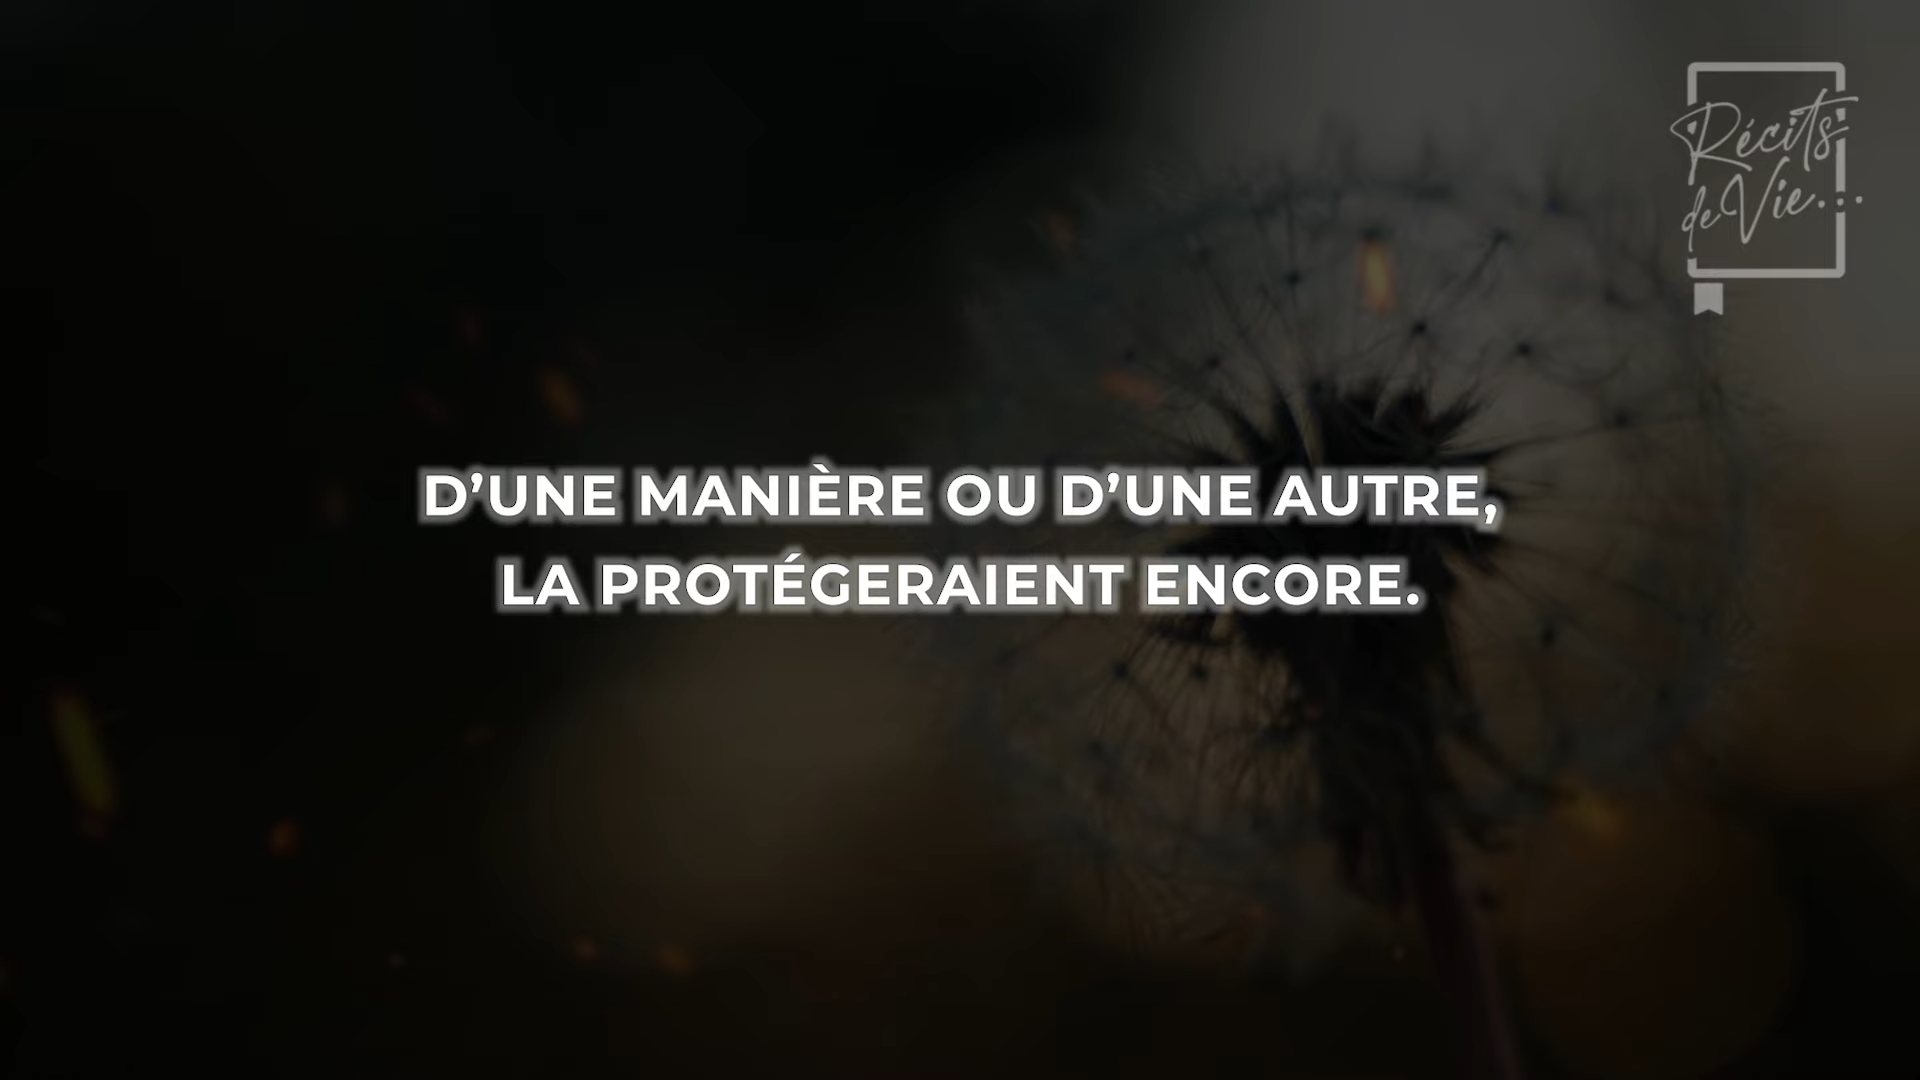 Récits
de Vie...
D’UNE MANIÈRE OU D’UNE AUTRE,
LA PROTÉGERAIENT ENCORE.